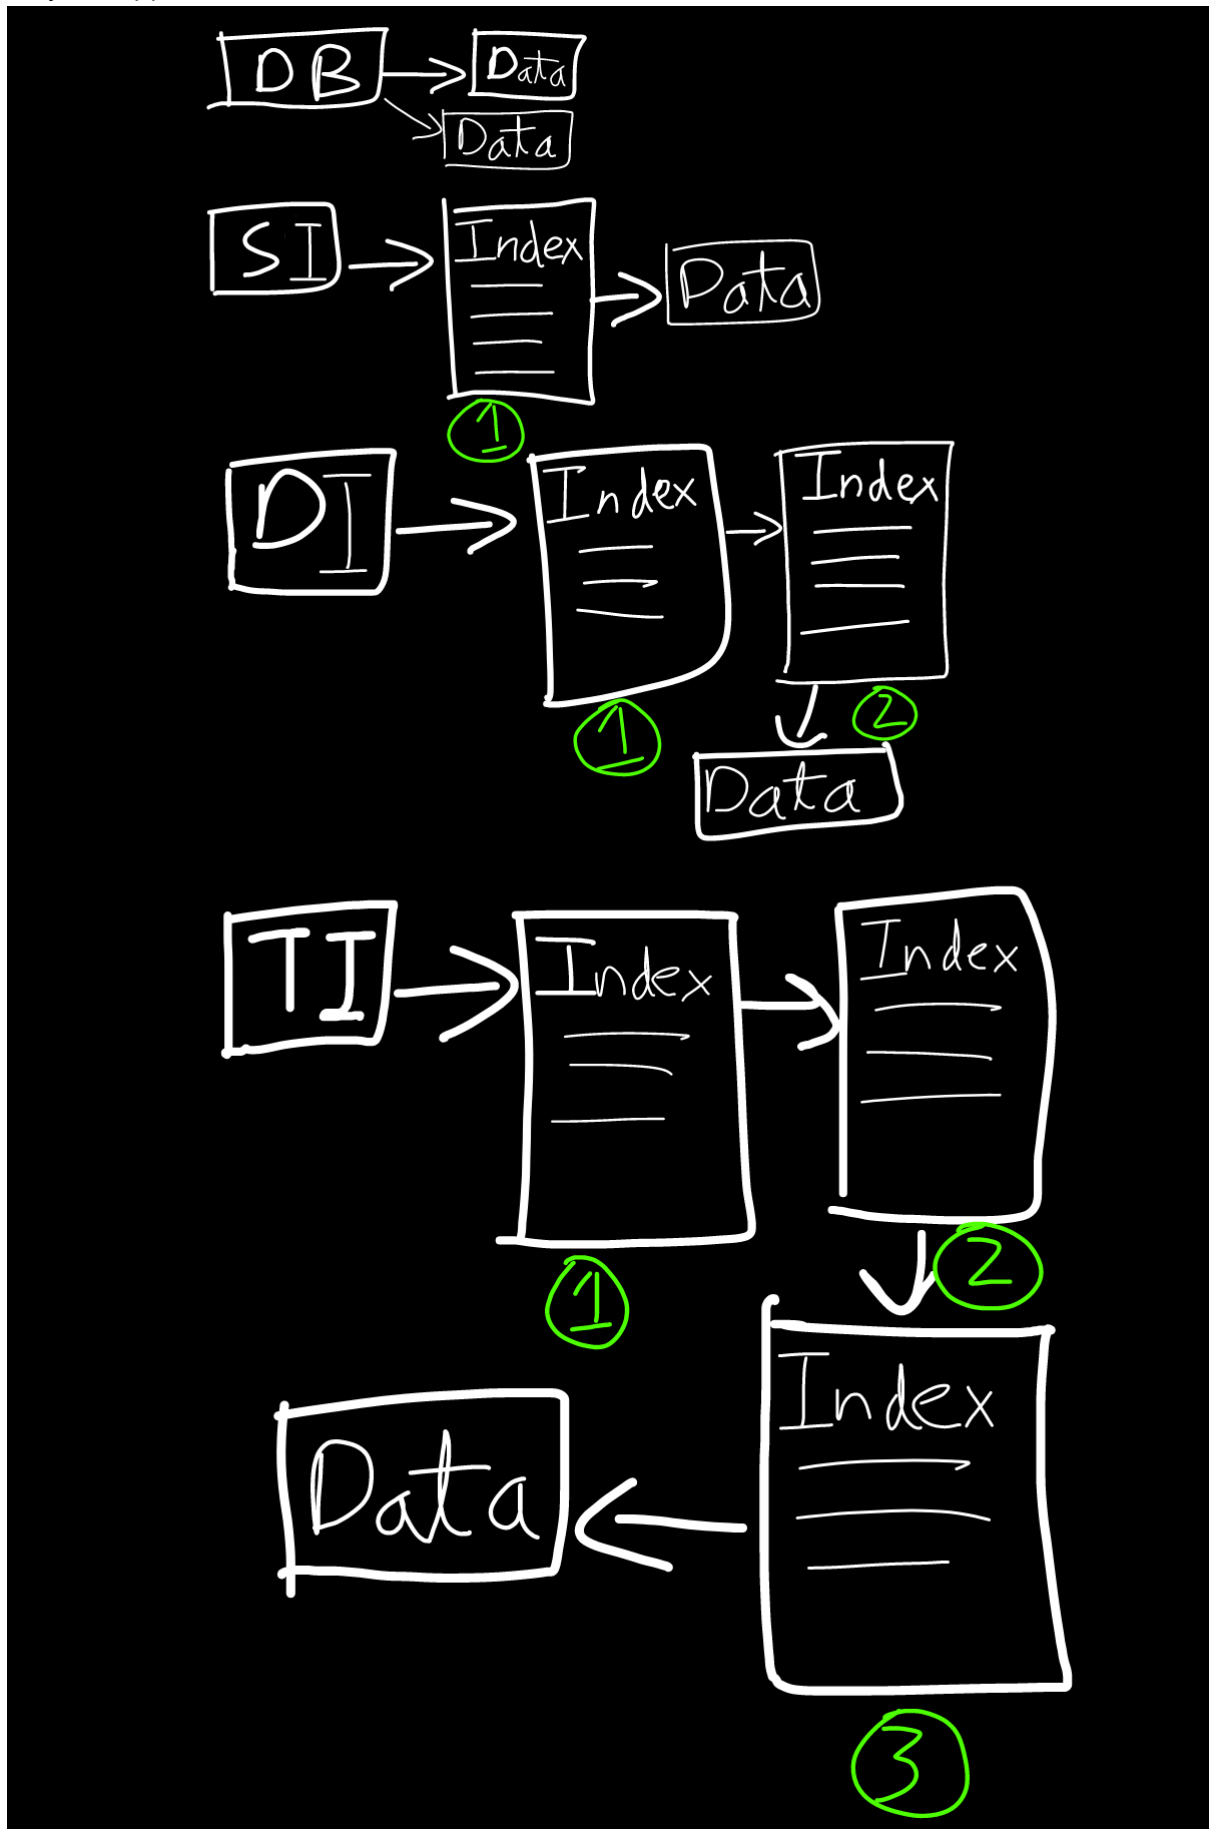 DB
Data
Data
SI
Index
Data
1
DI
Index
Index
1
2
Data
TI
Index
Index
1
2
Index
Data
3